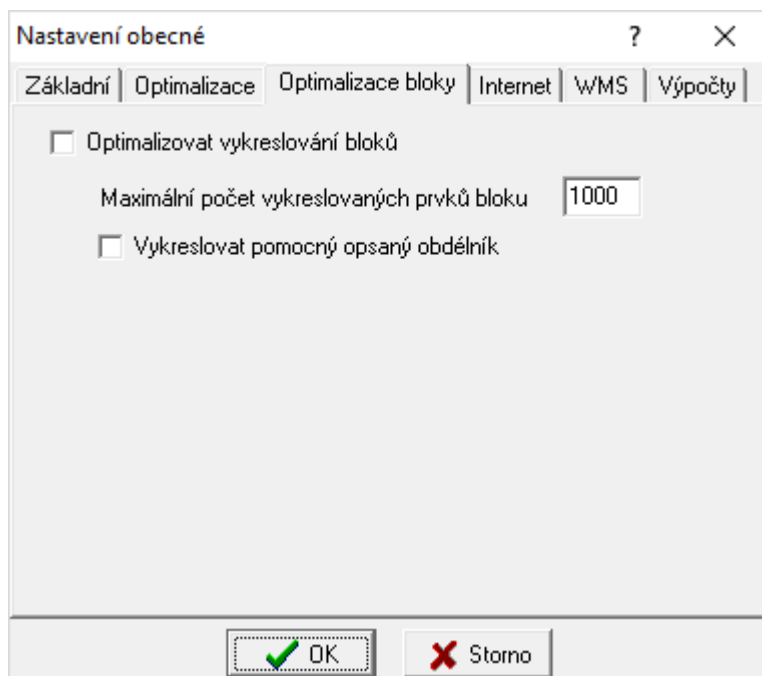 Nastavení obecné ?
Základní Optimalizace Optimalizace bloky Internet WMS Výpočty
Optimalizovat vykreslování bloků
Maximální počet vykreslovaných prvků bloku 1000
Vykreslovat pomocný opsaný obdélník
OK Storno